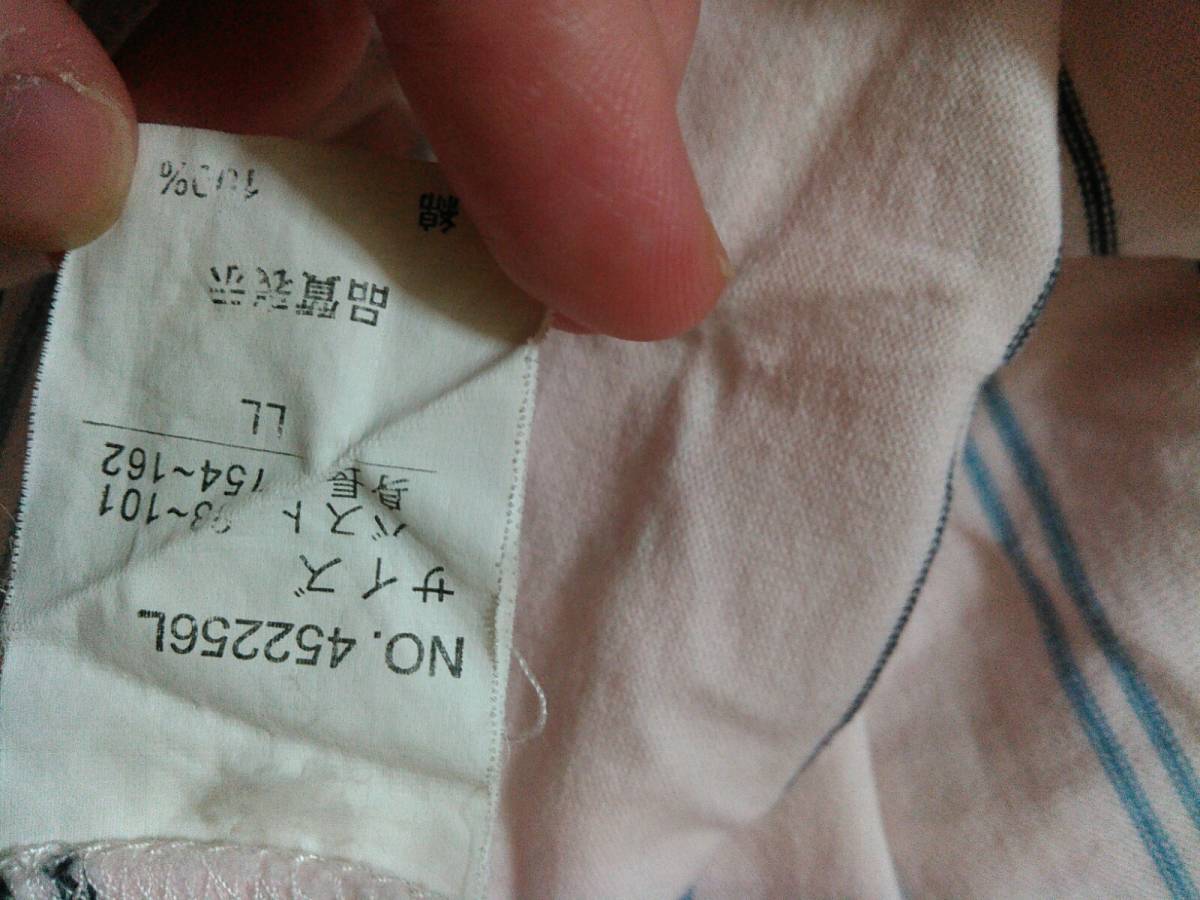 NO. 452256L
サイズ
バスト 93~101
身長 154~162
LL
品質表示
綿 100%